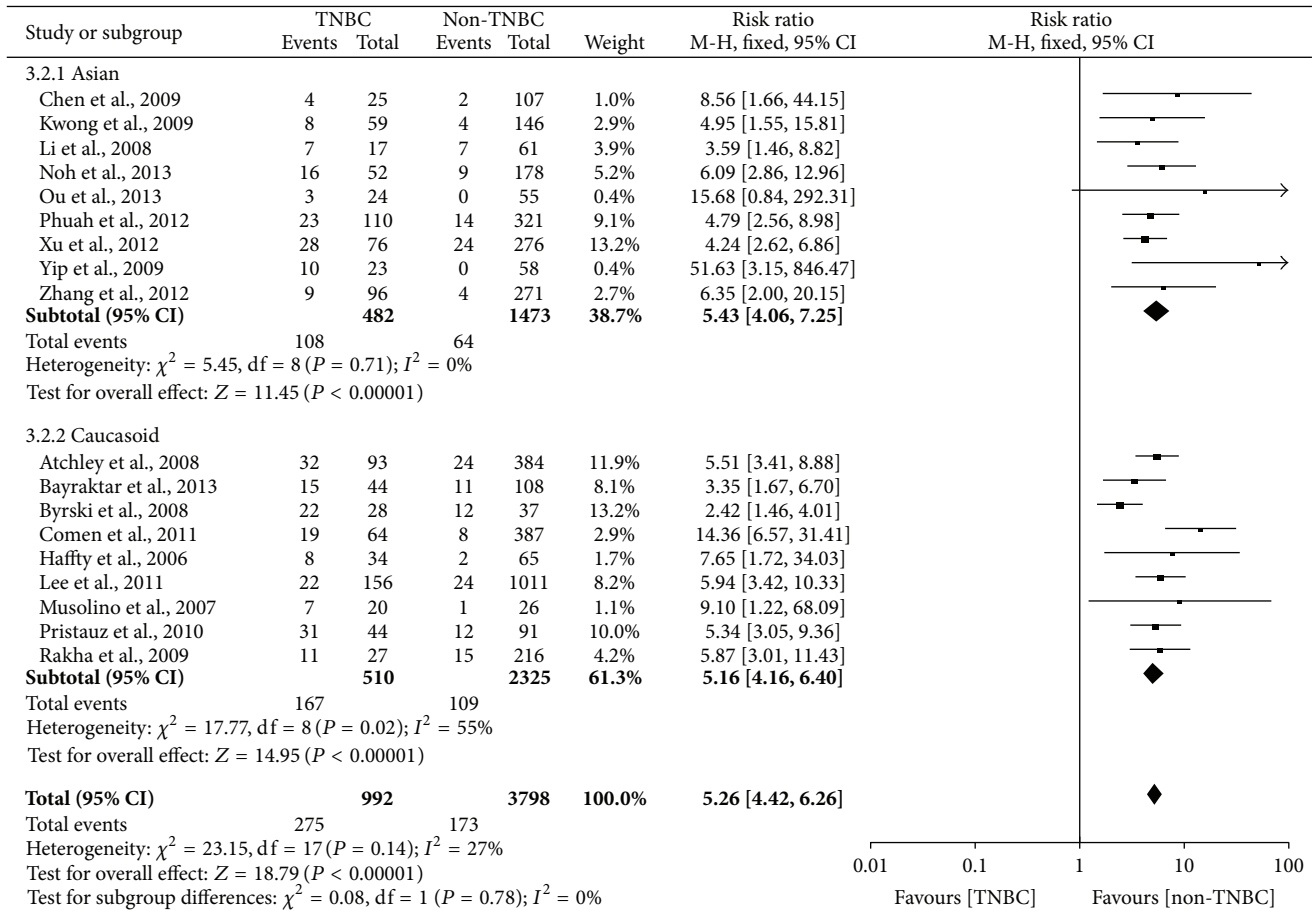 Study or subgroup TNBC Non-TNBC Weight Risk ratio Risk ratio
Events Total Events Total M-H, fixed, 95% CI M-H, fixed, 95% CI
3.2.1 Asian
Chen et al., 2009 4 25 2 107 1.0% 8.56 [1.66, 44.15]
Kwong et al., 2009 8 59 4 146 2.9% 4.95 [1.55, 15.81]
Li et al., 2008 7 17 7 61 3.9% 3.59 [1.46, 8.82]
Noh et al., 2013 16 52 9 178 5.2% 6.09 [2.86, 12.96]
Ou et al., 2013 3 24 0 55 0.4% 15.68 [0.84, 292.31]
Phuah et al., 2012 23 110 14 321 9.1% 4.79 [2.56, 8.98]
Xu et al., 2012 28 76 24 276 13.2% 4.24 [2.62, 6.86]
Yip et al., 2009 10 23 0 58 0.4% 51.63 [3.15, 846.47]
Zhang et al., 2012 9 96 4 271 2.7% 6.35 [2.00, 20.15]
Subtotal (95% CI) 482 1473 38.7% 5.43 [4.06, 7.25]
Total events 108 64
Heterogeneity: χ² = 5.45, df = 8 (P = 0.71); I² = 0%
Test for overall effect: Z = 11.45 (P < 0.00001)
3.2.2 Caucasoid
Atchley et al., 2008 32 93 24 384 11.9% 5.51 [3.41, 8.88]
Bayraktar et al., 2013 15 44 11 108 8.1% 3.35 [1.67, 6.70]
Byrski et al., 2008 22 28 12 37 13.2% 2.42 [1.46, 4.01]
Comen et al., 2011 19 64 8 387 2.9% 14.36 [6.57, 31.41]
Haffty et al., 2006 8 34 2 65 1.7% 7.65 [1.72, 34.03]
Lee et al., 2011 22 156 24 1011 8.2% 5.94 [3.42, 10.33]
Musolino et al., 2007 7 20 1 26 1.1% 9.10 [1.22, 68.09]
Pristauz et al., 2010 31 44 12 91 10.0% 5.34 [3.05, 9.36]
Rakha et al., 2009 11 27 15 216 4.2% 5.87 [3.01, 11.43]
Subtotal (95% CI) 510 2325 61.3% 5.16 [4.16, 6.40]
Total events 167 109
Heterogeneity: χ² = 17.77, df = 8 (P = 0.02); I² = 55%
Test for overall effect: Z = 14.95 (P < 0.00001)
Total (95% CI) 992 3798 100.0% 5.26 [4.42, 6.26]
Total events 275 173
Heterogeneity: χ² = 23.15, df = 17 (P = 0.14); I² = 27%
Test for overall effect: Z = 18.79 (P < 0.00001)
Test for subgroup differences: χ² = 0.08, df = 1 (P = 0.78); I² = 0%
0.01 1 10 100
Favours [TNBC] Favours [non-TNBC]